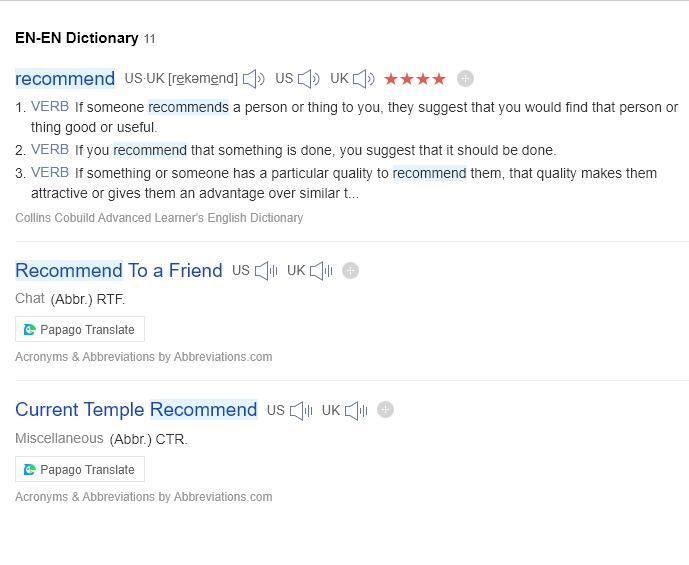 EN-EN Dictionary 11
recommend US·UK [rekəmend] US UK
1. VERB If someone recommends a person or thing to you, they suggest that you would find that person or
thing good or useful.
2. VERB If you recommend that something is done, you suggest that it should be done.
3. VERB If something or someone has a particular quality to recommend them, that quality makes them
attractive or gives them an advantage over similar t...
Collins Cobuild Advanced Learner's English Dictionary
Recommend To a Friend US UK
Chat (Abbr.) RTF.
Papago Translate
Acronyms & Abbreviations by Abbreviations.com
Current Temple Recommend US UK
Miscellaneous (Abbr.) CTR.
Papago Translate
Acronyms & Abbreviations by Abbreviations.com